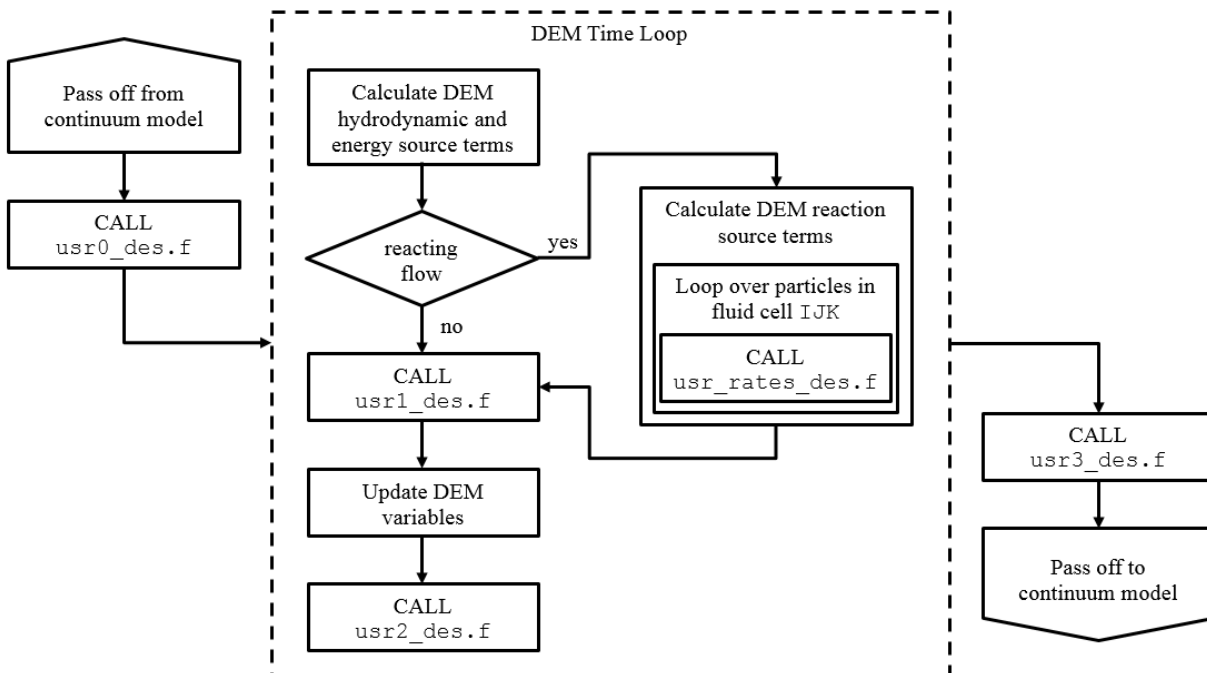 DEM Time Loop
Pass off from
continuum model
CALL
usr0_des.f
Calculate DEM
hydrodynamic and
energy source terms
reacting
flow
yes
no
Calculate DEM reaction
source terms
Loop over particles in
fluid cell IJK
CALL
usr_rates_des.f
CALL
usr1_des.f
Update DEM
variables
CALL
usr2_des.f
CALL
usr3_des.f
Pass off to
continuum model